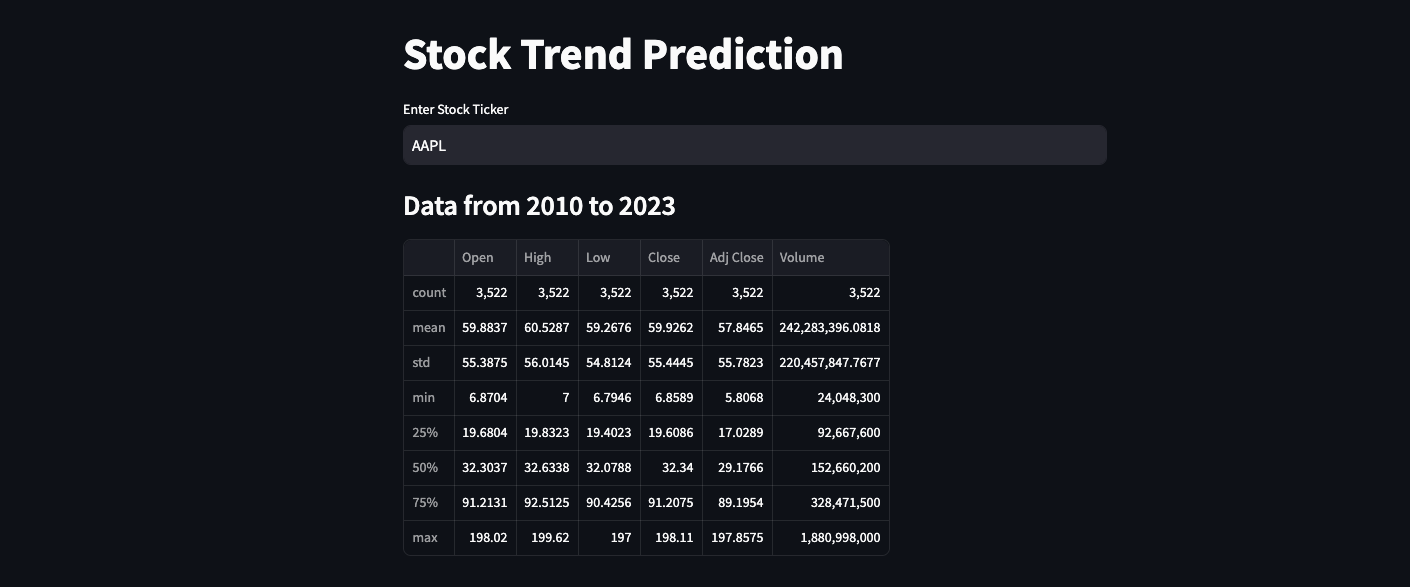 Stock Trend Prediction
Enter Stock Ticker
AAPL
Data from 2010 to 2023
Open High Low Close Adj Close Volume
count 3,522 3,522 3,522 3,522 3,522 3,522
mean 59.8837 60.5287 59.2676 59.9262 57.8465 242,283,396.0818
std 55.3875 56.0145 54.8124 55.4445 55.7823 220,457,847.7677
min 6.8704 7 6.7946 6.8589 5.8068 24,048,300
25% 19.6804 19.8323 19.4023 19.6086 17.0289 92,667,600
50% 32.3037 32.6338 32.0788 32.34 29.1766 152,660,200
75% 91.2131 92.5125 90.4256 91.2075 89.1954 328,471,500
max 198.02 199.62 197 198.11 197.8575 1,880,998,000